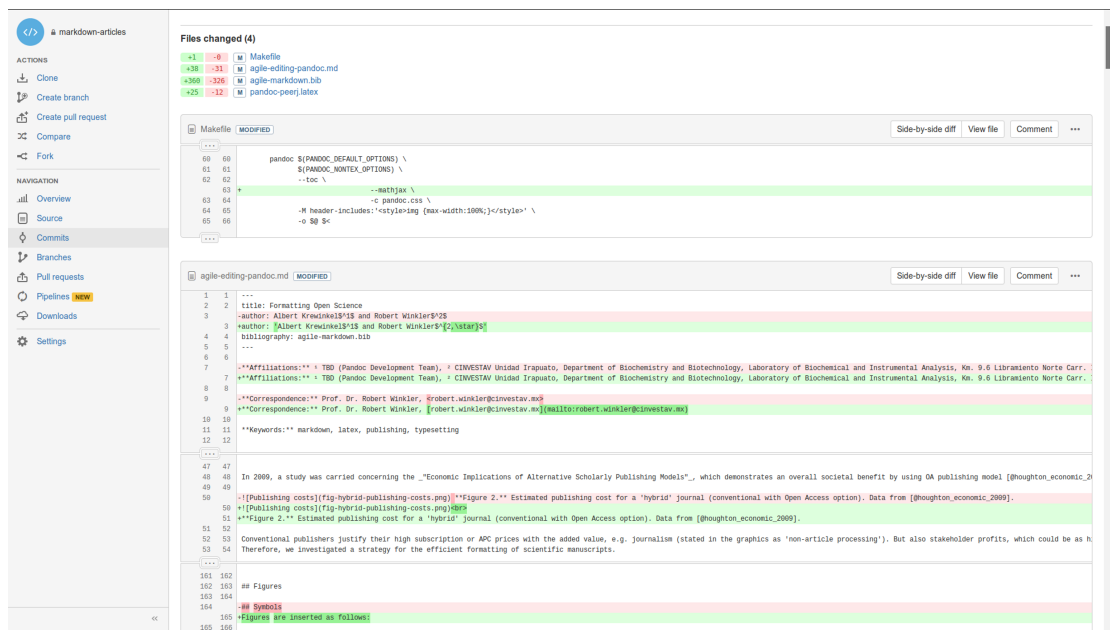 markdown-articles
ACTIONS
Clone
Create branch
Create pull request
Compare
Fork
NAVIGATION
Overview
Source
Commits
Branches
Pull requests
Pipelines NEW
Downloads
Settings
«
Files changed (4)
+1 -0 M Makefile
+38 -31 M agile-editing-pandoc.md
+360 -326 M agile-markdown.bib
+25 -12 M pandoc-peerj.latex
Makefile MODIFIED Side-by-side diff View file Comment •••
60 60 pandoc $(PANDOC_DEFAULT_OPTIONS) \
61 61 $(PANDOC_NONTEX_OPTIONS) \
62 62 --toc \
63 + --mathjax \
63 64 -c pandoc.css \
64 65 -M header-includes:'<style>img {max-width:100%;}</style>' \
65 66 -o $@ $<
agile-editing-pandoc.md MODIFIED Side-by-side diff View file Comment •••
1 1 ---
2 2 title: Formatting Open Science
3 -author: Albert Krewinkel$^1$ and Robert Winkler$^2$
3 +author: 'Albert Krewinkel$^1$ and Robert Winkler$^{2,\star}$'
4 4 bibliography: agile-markdown.bib
5 5 ---
6 6
7 -**Affiliations:** ¹ TBD (Pandoc Development Team), ² CINVESTAV Unidad Irapuato, Department of Biochemistry and Biotechnology, Laboratory of Biochemical and Instrumental Analysis, Km. 9.6 Libramiento Norte Carr.
7 +**Affiliations:** ¹ TBD (Pandoc Development Team), ² CINVESTAV Unidad Irapuato, Department of Biochemistry and Biotechnology, Laboratory of Biochemical and Instrumental Analysis, Km. 9.6 Libramiento Norte Carr.
8 8
9 -**Correspondence:** Prof. Dr. Robert Winkler, <robert.winkler@cinvestav.mx>
9 +**Correspondence:** Prof. Dr. Robert Winkler, [robert.winkler@cinvestav.mx](mailto:robert.winkler@cinvestav.mx)
10 10
11 11 **Keywords:** markdown, latex, publishing, typesetting
12 12
47 47
48 48 In 2009, a study was carried concerning the _"Economic Implications of Alternative Scholarly Publishing Models"_, which demonstrates an overall societal benefit by using OA publishing model [@houghton_economic_2
49 49
50 -![Publishing costs](fig-hybrid-publishing-costs.png) **Figure 2.** Estimated publishing cost for a 'hybrid' journal (conventional with Open Access option). Data from [@houghton_economic_2009].
50 +![Publishing costs](fig-hybrid-publishing-costs.png)<br>
51 +**Figure 2.** Estimated publishing cost for a 'hybrid' journal (conventional with Open Access option). Data from [@houghton_economic_2009].
51 52
52 53 Conventional publishers justify their high subscription or APC prices with the added value, e.g. journalism (stated in the graphics as 'non-article processing'). But also stakeholder profits, which could be as h
53 54 Therefore, we investigated a strategy for the efficient formatting of scientific manuscripts.
161 162
162 163 ## Figures
163 164
164 -## Symbols
165 +Figures are inserted as follows:
165 166